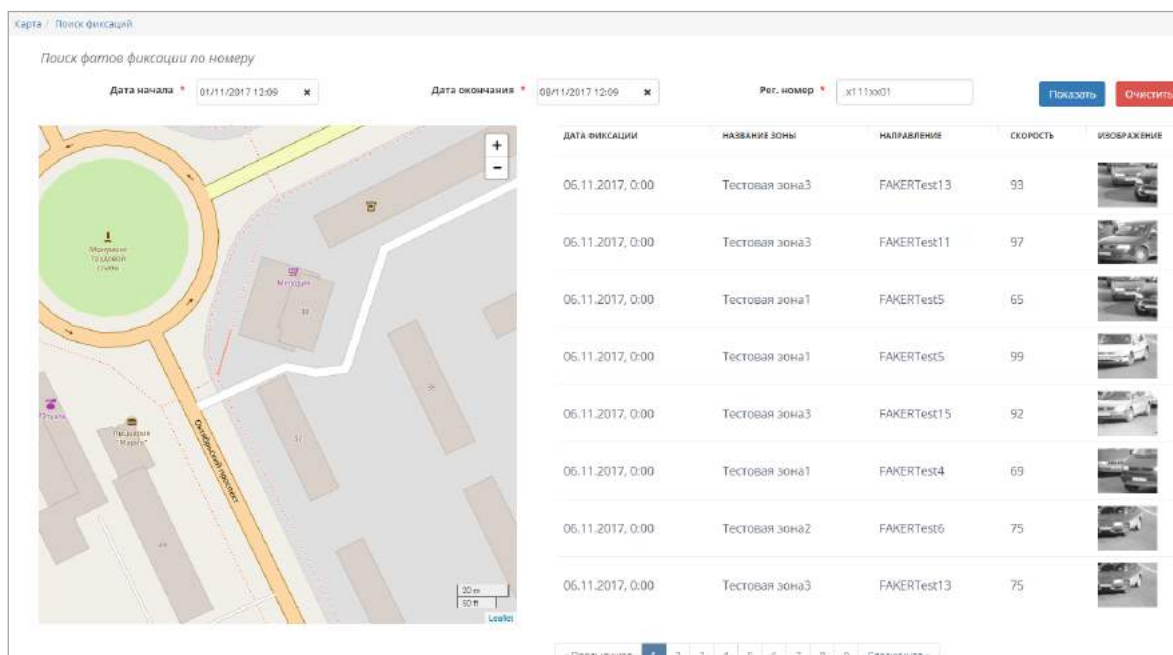 Карта / Поиск фиксаций
Поиск фатов фиксации по номеру
Дата начала * 01/11/2017 12:09 ×
Дата окончания * 08/11/2017 12:09 ×
Рег. номер * x111xx01
Показать Очистить
+
−
Монумент
Трудовой
славы
Мелодия
Пиццерия
Октябрьский проспект
20 m
50 ft
Leaflet
ДАТА ФИКСАЦИИ НАЗВАНИЕ ЗОНЫ НАПРАВЛЕНИЕ СКОРОСТЬ ИЗОБРАЖЕНИЕ
06.11.2017, 0:00 Тестовая зона3 FAKERTest13 93
06.11.2017, 0:00 Тестовая зона3 FAKERTest11 97
06.11.2017, 0:00 Тестовая зона1 FAKERTest5 65
06.11.2017, 0:00 Тестовая зона1 FAKERTest5 99
06.11.2017, 0:00 Тестовая зона3 FAKERTest15 92
06.11.2017, 0:00 Тестовая зона1 FAKERTest4 69
06.11.2017, 0:00 Тестовая зона2 FAKERTest6 75
06.11.2017, 0:00 Тестовая зона3 FAKERTest13 75
1 2 3 4 5 6 7 8 9